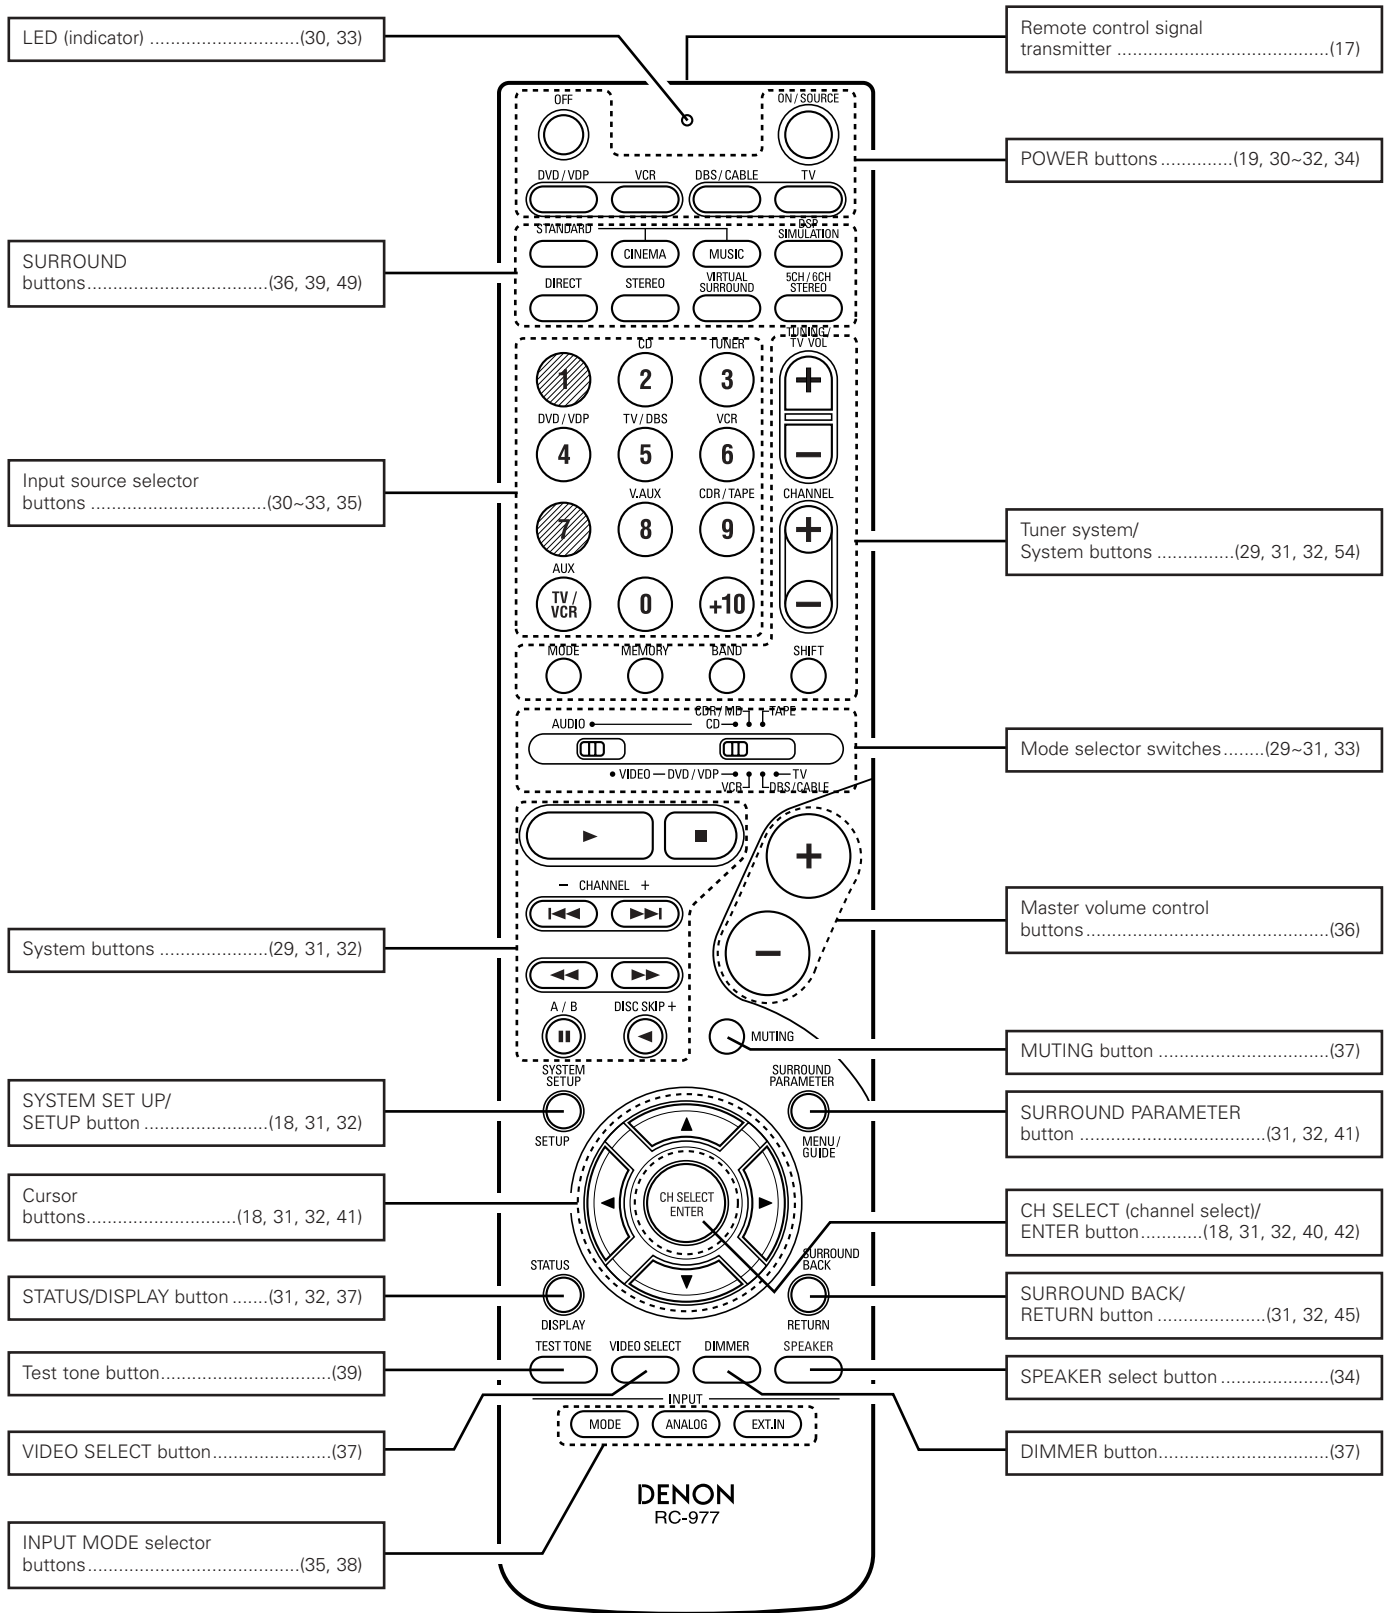 LED (indicator) .............................(30, 33)
Remote control signal
transmitter ........................................(17)
OFF
ON / SOURCE
POWER buttons ..............(19, 30~32, 34)
DVD / VDP VCR DBS / CABLE TV
SURROUND
buttons...................................(36, 39, 49)
STANDARD
DSP
SIMULATION
CINEMA MUSIC
DIRECT STEREO
VIRTUAL
SURROUND
5CH / 6CH
STEREO
TUNING /
TV VOL
CD TUNER
1 2 3 +
DVD / VDP TV / DBS VCR
4 5 6 −
Input source selector
buttons ..................................(30~33, 35)
V.AUX CDR / TAPE CHANNEL
7 8 9 +
Tuner system/
System buttons ...............(29, 31, 32, 54)
AUX
TV /
VCR
0 +10 −
MODE MEMORY BAND SHIFT
CDR / MD TAPE
AUDIO CD
Mode selector switches........(29~31, 33)
VIDEO DVD / VDP TV
VCR DBS/CABLE
+
− CHANNEL +
Master volume control
buttons...............................................(36)
System buttons .....................(29, 31, 32)
−
A / B DISC SKIP +
MUTING
MUTING button ................................(37)
SYSTEM
SETUP
SURROUND
PARAMETER
SYSTEM SET UP/
SETUP button ........................(18, 31, 32)
SURROUND PARAMETER
button ...................................(31, 32, 41)
SETUP
MENU /
GUIDE
Cursor
buttons.............................(18, 31, 32, 41)
CH SELECT
ENTER
CH SELECT (channel select)/
ENTER button............(18, 31, 32, 40, 42)
STATUS
SURROUND
BACK
STATUS/DISPLAY button .......(31, 32, 37)
SURROUND BACK/
RETURN button .....................(31, 32, 45)
DISPLAY RETURN
TEST TONE VIDEO SELECT DIMMER SPEAKER
Test tone button.................................(39)
SPEAKER select button .....................(34)
INPUT
MODE ANALOG EXT.IN
VIDEO SELECT button.......................(37)
DIMMER button.................................(37)
DENON
RC-977
INPUT MODE selector
buttons.........................................(35, 38)